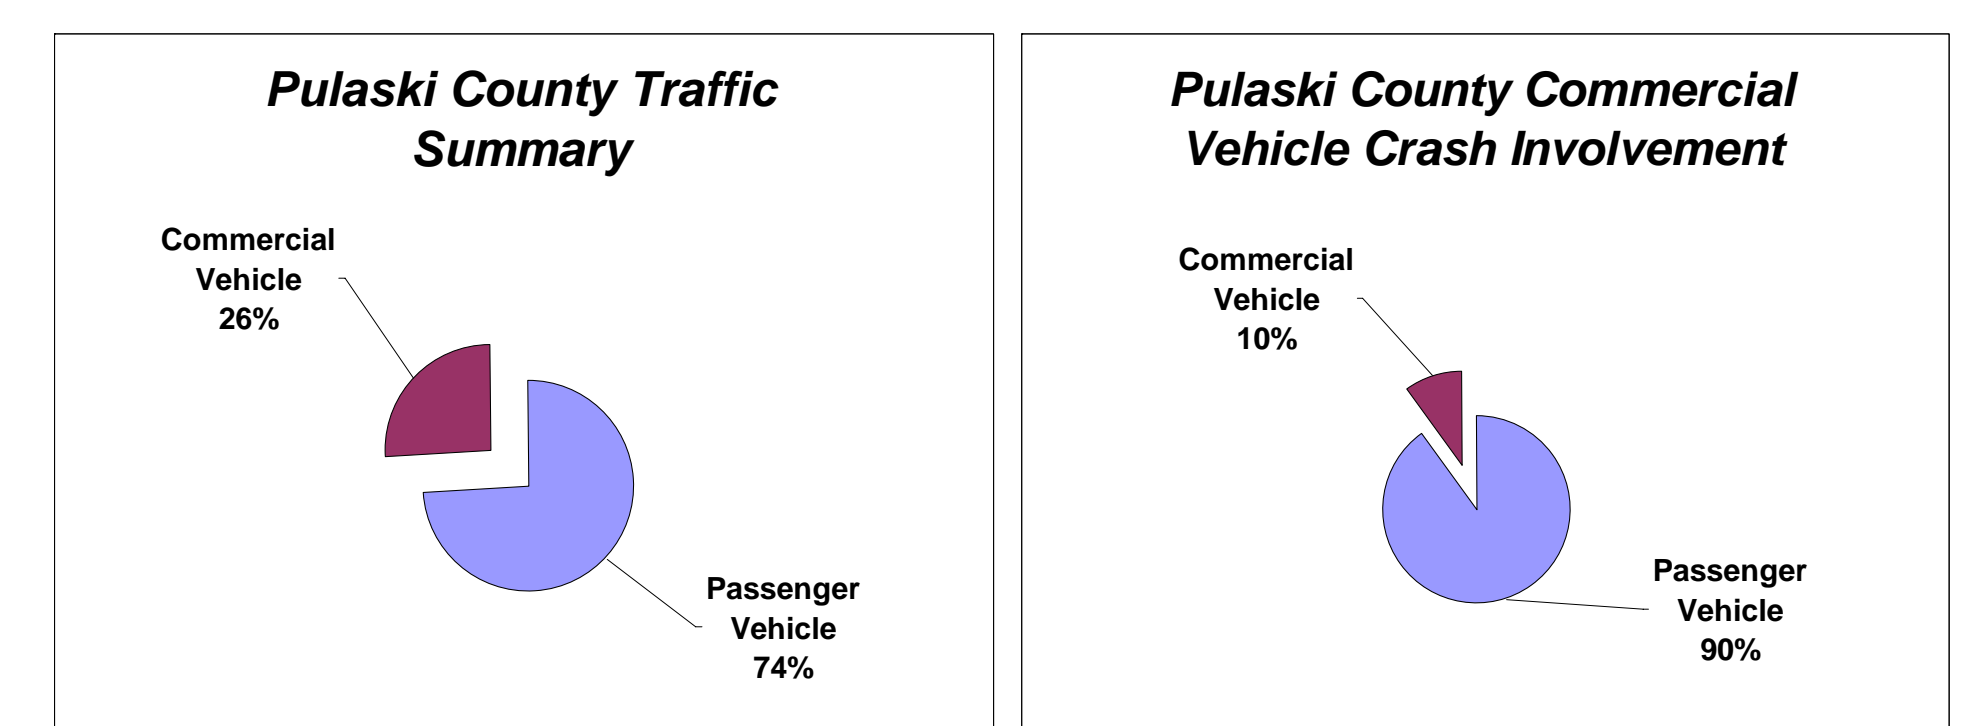 Pulaski County Traffic
Summary
Commercial
Vehicle
26%
Passenger
Vehicle
74%
Pulaski County Commercial
Vehicle Crash Involvement
Commercial
Vehicle
10%
Passenger
Vehicle
90%